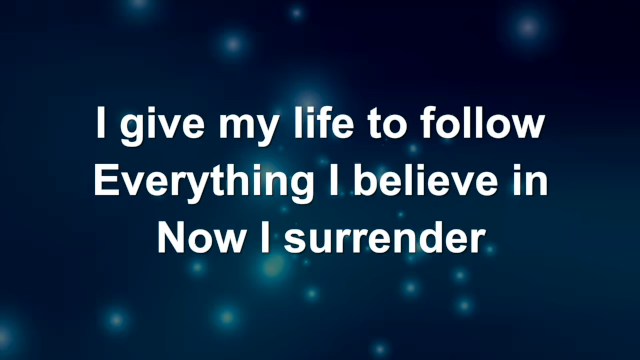 I give my life to follow
Everything I believe in
Now I surrender